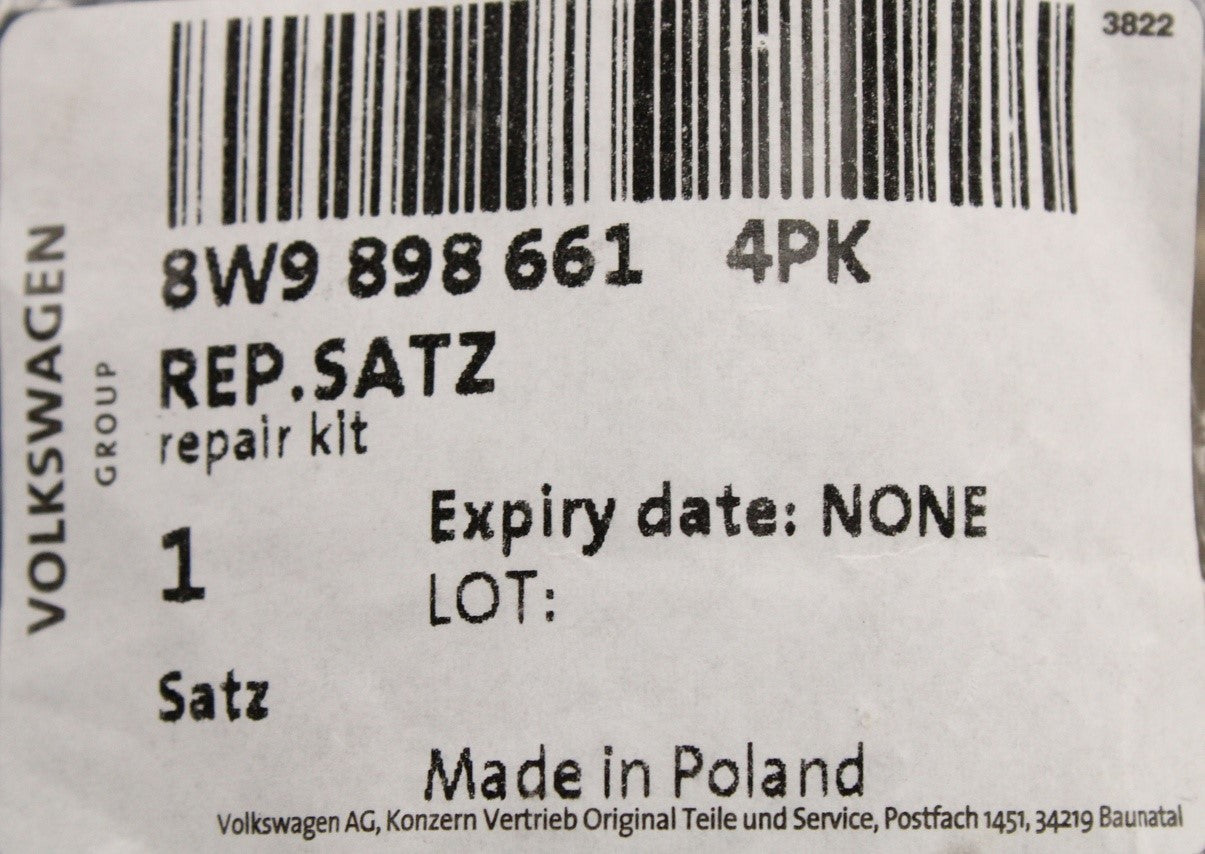 3822
VOLKSWAGEN
GROUP
8W9 898 661 4PK
REP.SATZ
repair kit
1
Expiry date: NONE
LOT:
Satz
Made in Poland
Volkswagen AG, Konzern Vertrieb Original Teile und Service, Postfach 1451, 34219 Baunatal